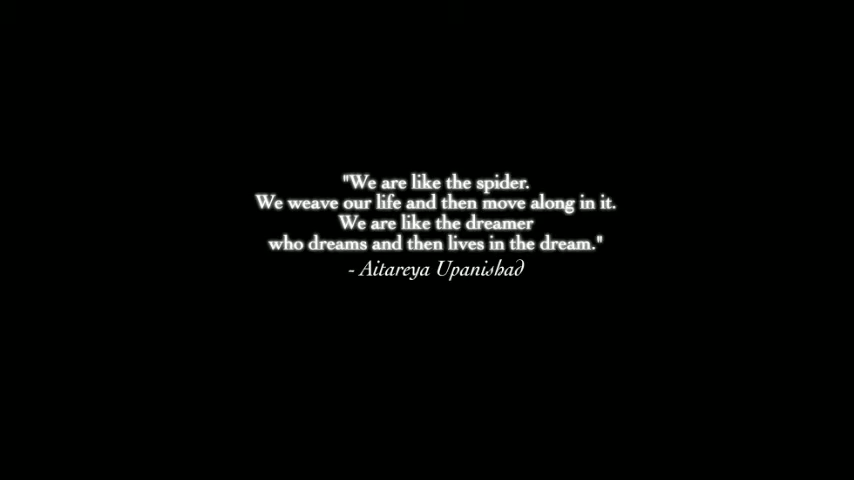 "We are like the spider.
We weave our life and then move along in it.
We are like the dreamer
who dreams and then lives in the dream."
- Aitareya Upanishad